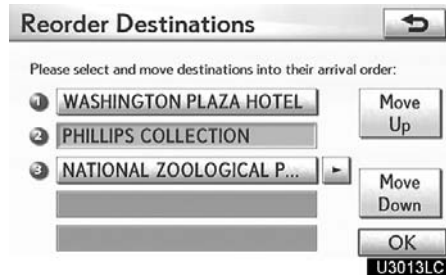 Reorder Destinations
Please select and move destinations into their arrival order:
1 WASHINGTON PLAZA HOTEL
Move
Up
2 PHILLIPS COLLECTION
3 NATIONAL ZOOLOGICAL P...
Move
Down
OK
U3013LC